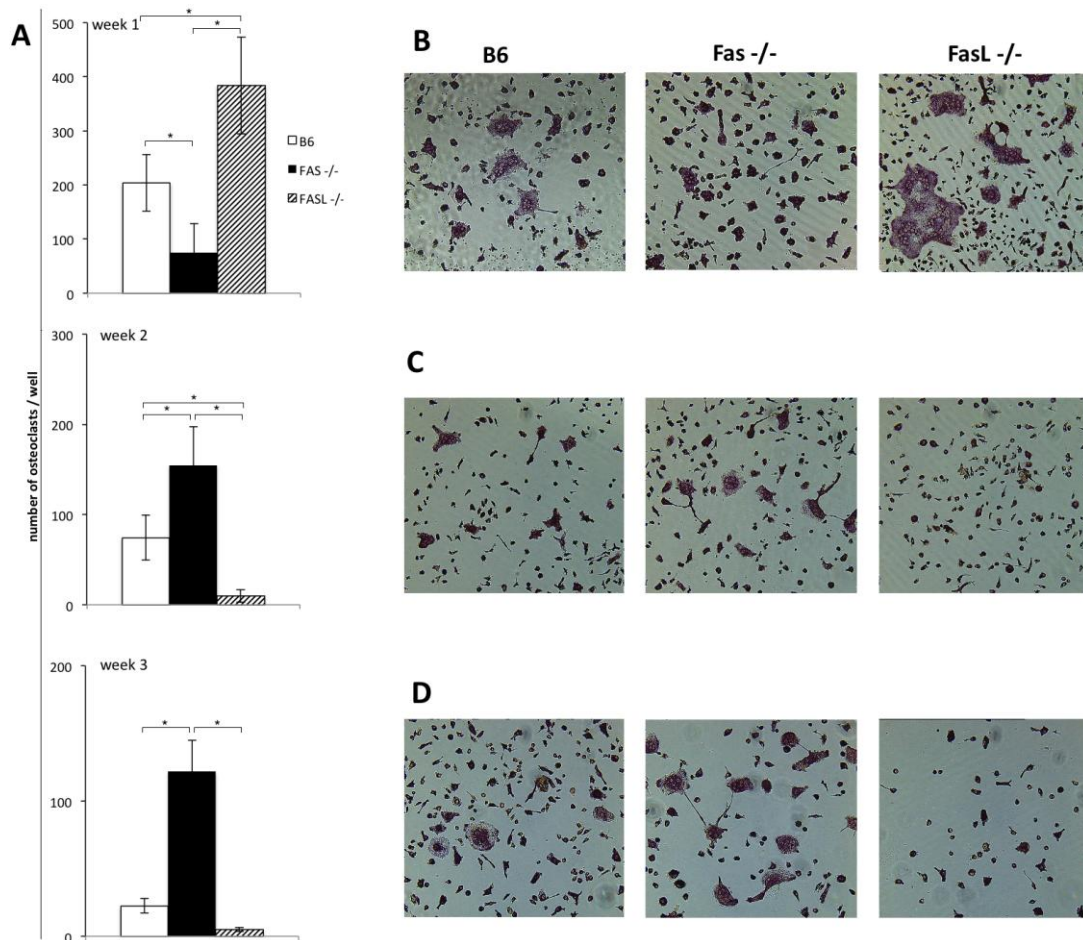 A
week 1
*
*
*
500
400
300
200
100
0
B6
FAS -/-
FASL -/-
week 2
*
*
*
300
200
100
0
week 3
*
*
200
100
0
number of osteoclasts / well
B
B6
Fas -/-
FasL -/-
C
D